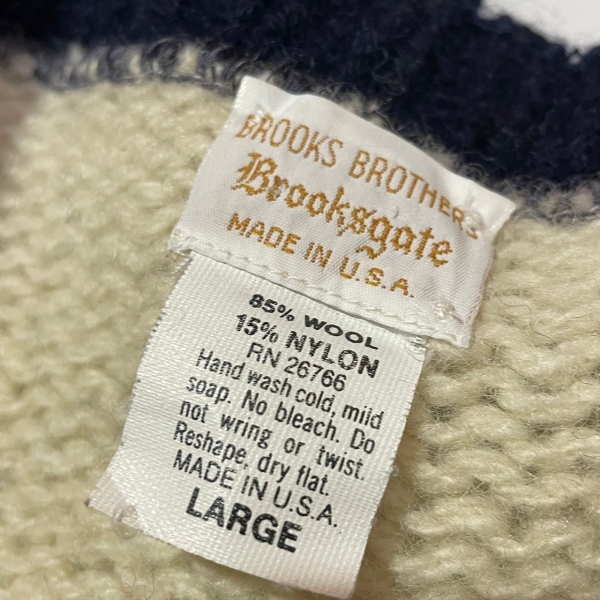 BROOKS BROTHERS
Brooksgate
MADE IN U.S.A.
85% WOOL
15% NYLON
RN 26766
Hand wash cold, mild
soap. No bleach. Do
not wring or twist.
Reshape, dry flat.
MADE IN U.S.A.
LARGE